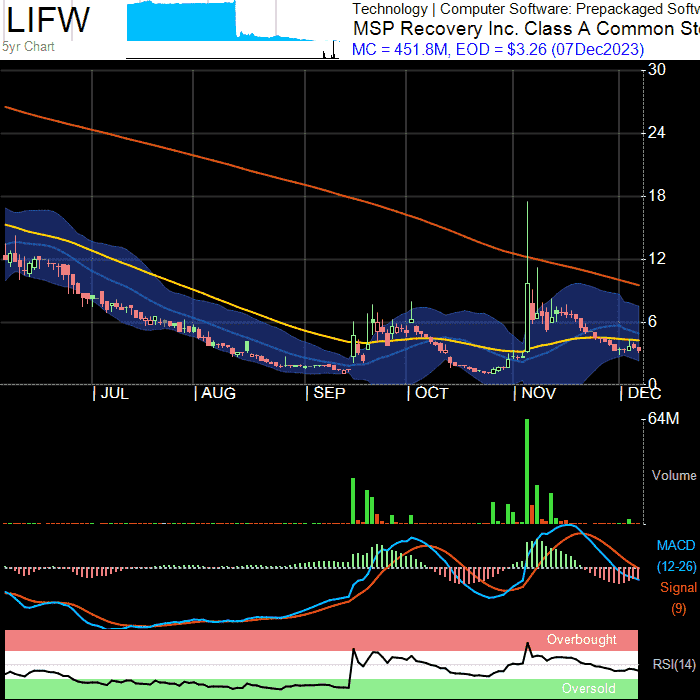 LIFW
5yr Chart
Technology | Computer Software: Prepackaged Softw
MSP Recovery Inc. Class A Common Sto
MC = 451.8M, EOD = $3.26 (07Dec2023)
30
24
18
12
6
0
| JUL | AUG | SEP | OCT | NOV | DEC
64M
Volume
MACD
(12-26)
Signal
(9)
Overbought
RSI(14)
Oversold